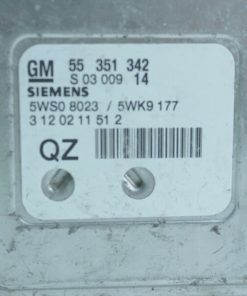 GM 55 351 342
S 03 009 14
SIEMENS
5WS0 8023 / 5WK9 177
3 12 02 11 51 2
QZ